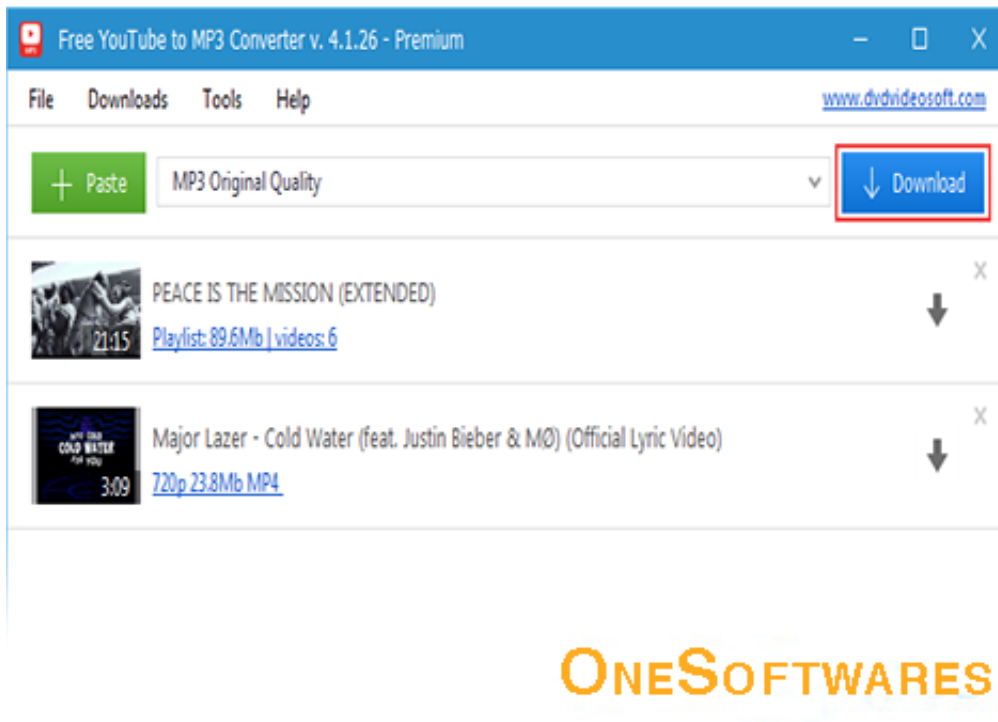 Free YouTube to MP3 Converter v. 4.1.26 - Premium
File Downloads Tools Help www.dvdvideosoft.com
Paste MP3 Original Quality Download
PEACE IS THE MISSION (EXTENDED)
21:15
Playlist: 89.6Mb | videos: 6
Major Lazer - Cold Water (feat. Justin Bieber & MØ) (Official Lyric Video)
COLD WATER
FOR YOU
3:09
720p 23.8Mb MP4
ONESOFTWARES